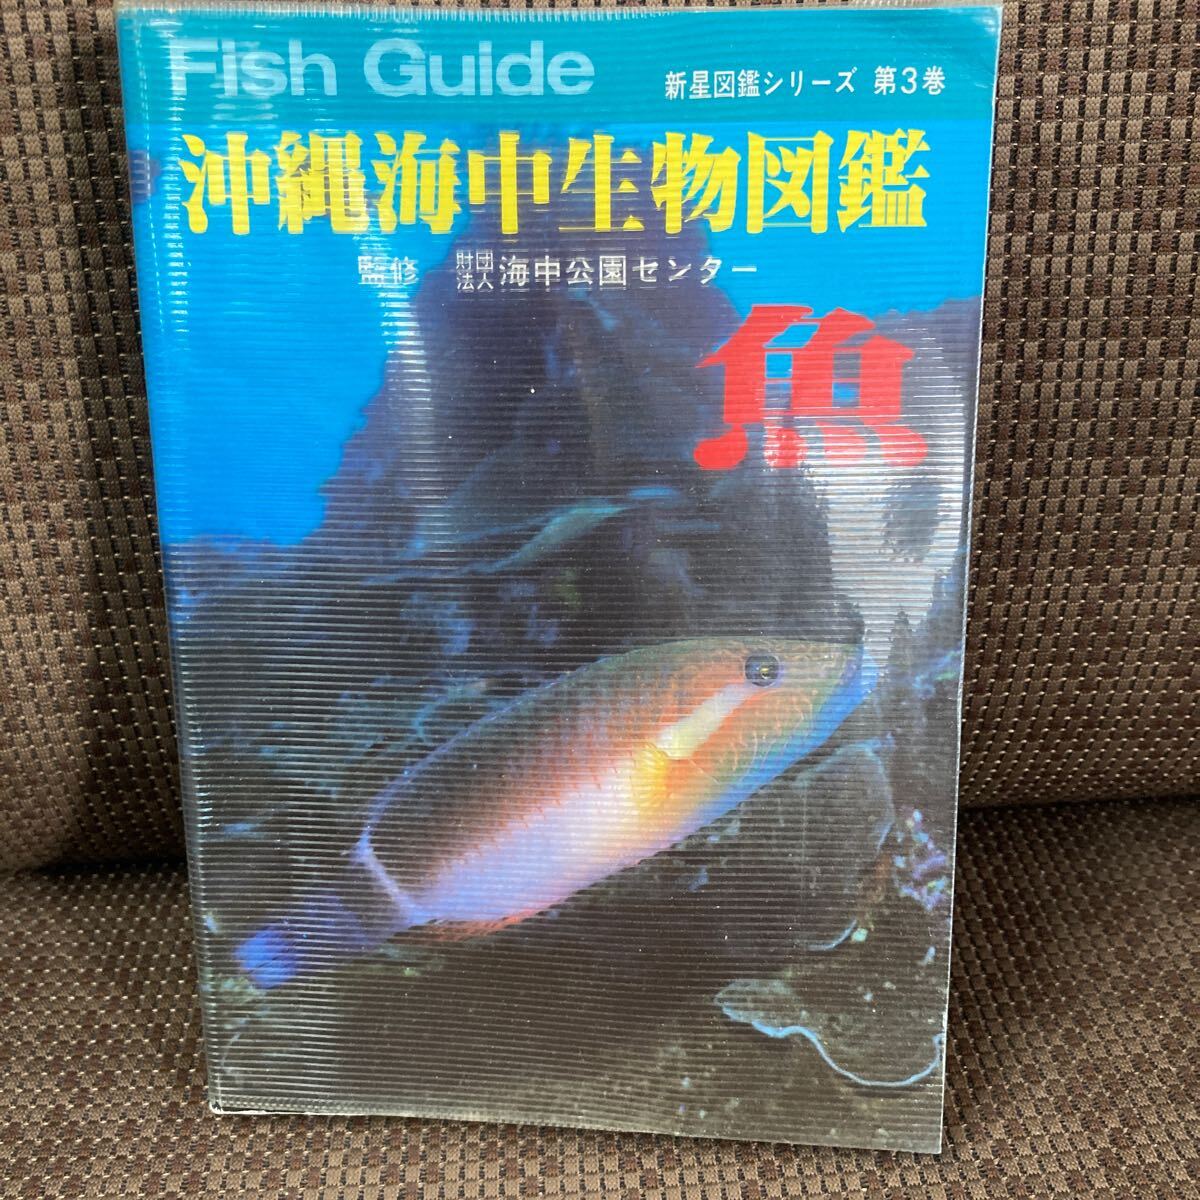 Fish Guide
新星図鑑シリーズ 第3巻
沖縄海中生物図鑑
監修 財団法人 海中公園センター
魚